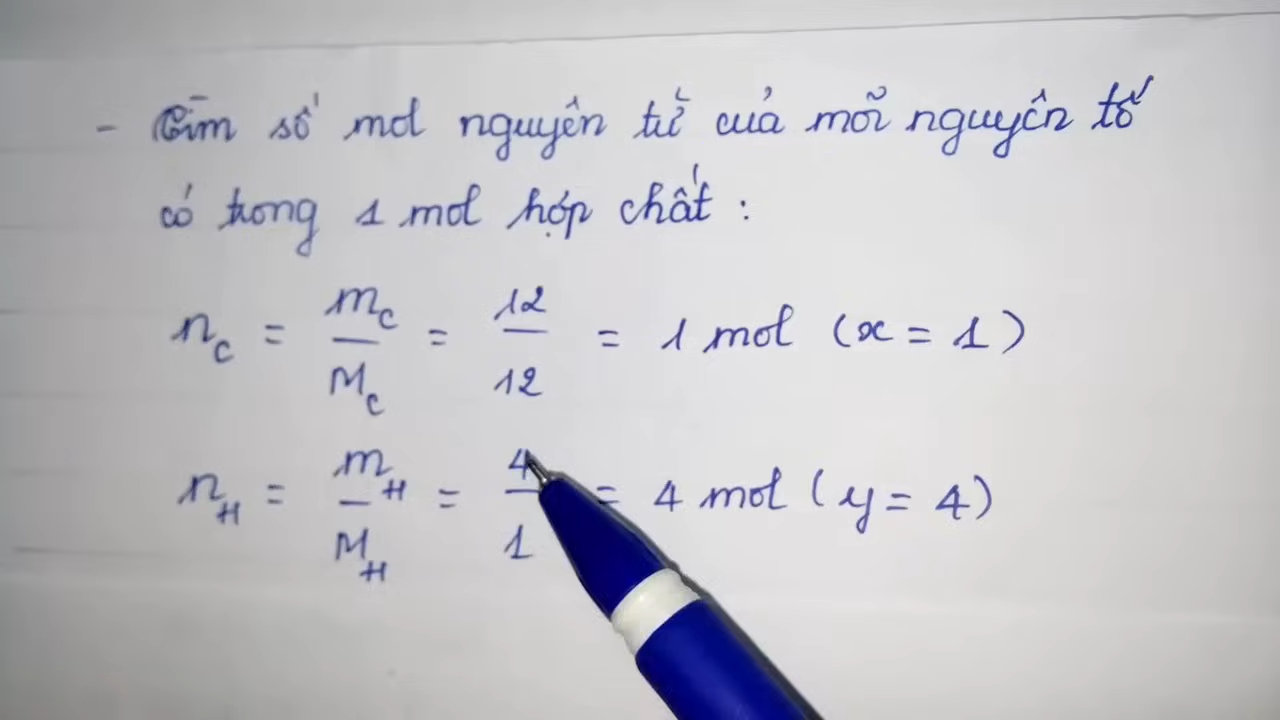 - Tìm số mol nguyên tử của mỗi nguyên tố
có trong 1 mol hợp chất :
n_C = m_C / M_C = 12 / 12 = 1 mol (x = 1)
n_H = m_H / M_H = 4 / 1 = 4 mol (y = 4)